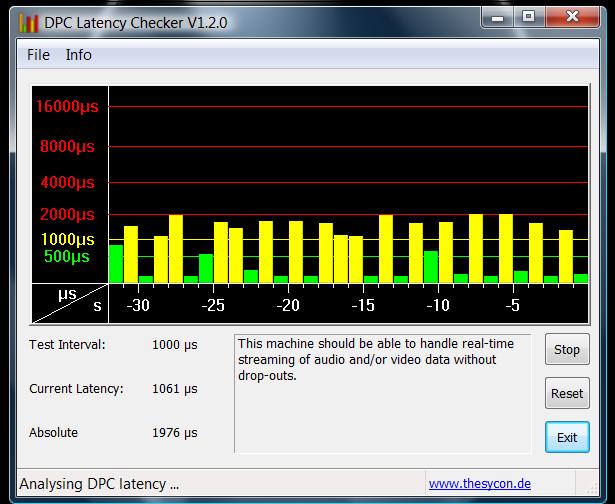 DPC Latency Checker V1.2.0
File Info
16000µs
8000µs
4000µs
2000µs
1000µs
500µs
µs
s
-30 -25 -20 -15 -10 -5
Test Interval: 1000 µs
Current Latency: 1061 µs
Absolute 1976 µs
This machine should be able to handle real-time
streaming of audio and/or video data without
drop-outs.
Stop
Reset
Exit
Analysing DPC latency ...
www.thesycon.de